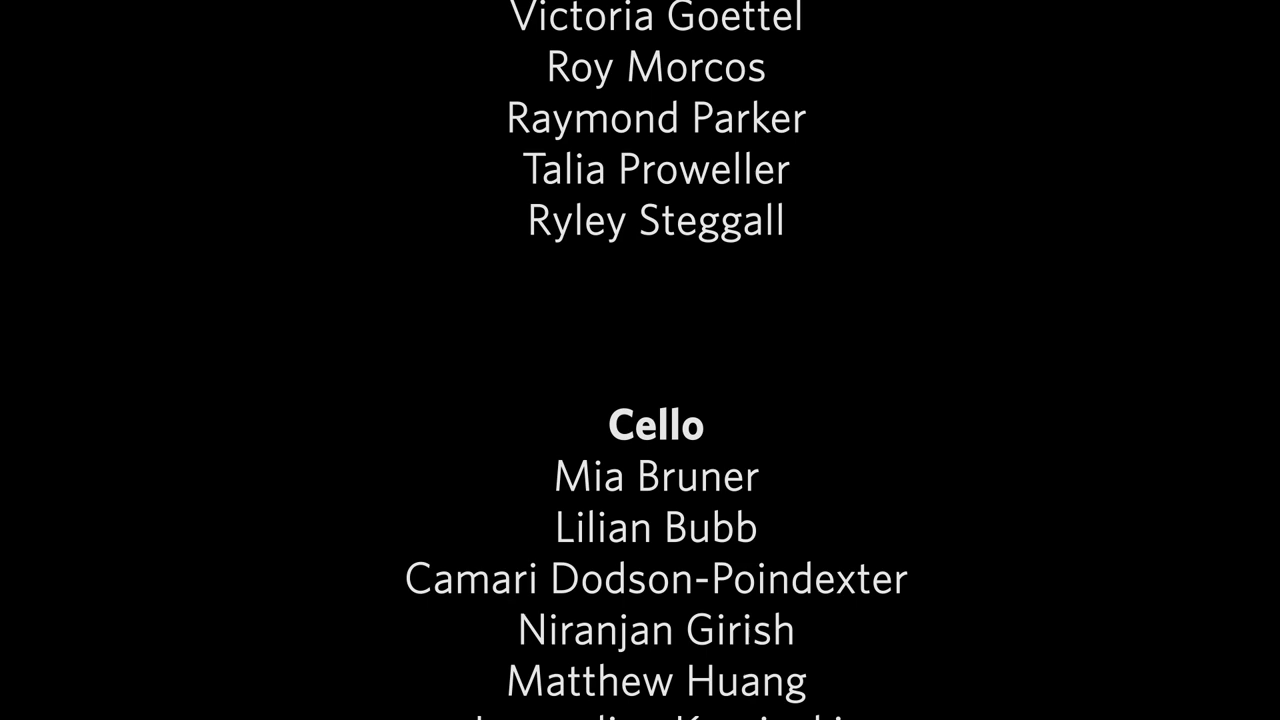 Victoria Goettel
Roy Morcos
Raymond Parker
Talia Proweller
Ryley Steggall
Cello
Mia Bruner
Lilian Bubb
Camari Dodson-Poindexter
Niranjan Girish
Matthew Huang